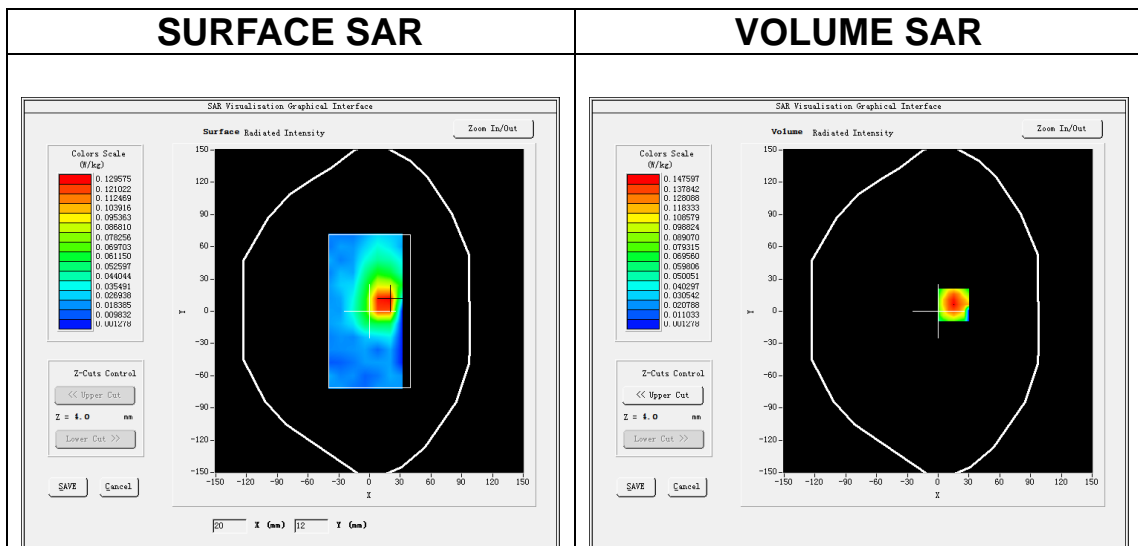 SURFACE SAR
VOLUME SAR
SAR Visualisation Graphical Interface
Surface Radiated Intensity
Zoom In/Out
Colors Scale
(W/kg)
0.129575
0.121022
0.112469
0.103916
0.095363
0.086810
0.078256
0.069703
0.061150
0.052597
0.044044
0.035491
0.026938
0.018385
0.009832
0.001278
150
120
90
60
30
0
-30
-60
-90
-120
-150
Y
-150 -120 -90 -60 -30 0 30 60 90 120 150
X
Z-Cuts Control
<< Upper Cut
Z = 4.0 mm
Lower Cut >>
SAVE Cancel
20 X (mm) 12 Y (mm)
SAR Visualisation Graphical Interface
Volume Radiated Intensity
Zoom In/Out
Colors Scale
(W/kg)
0.147597
0.137842
0.128088
0.118333
0.108579
0.098824
0.089070
0.079315
0.069560
0.059806
0.050051
0.040297
0.030542
0.020788
0.011033
0.001278
150
120
90
60
30
0
-30
-60
-90
-120
-150
Y
-150 -120 -90 -60 -30 0 30 60 90 120 150
X
Z-Cuts Control
<< Upper Cut
Z = 4.0 mm
Lower Cut >>
SAVE Cancel